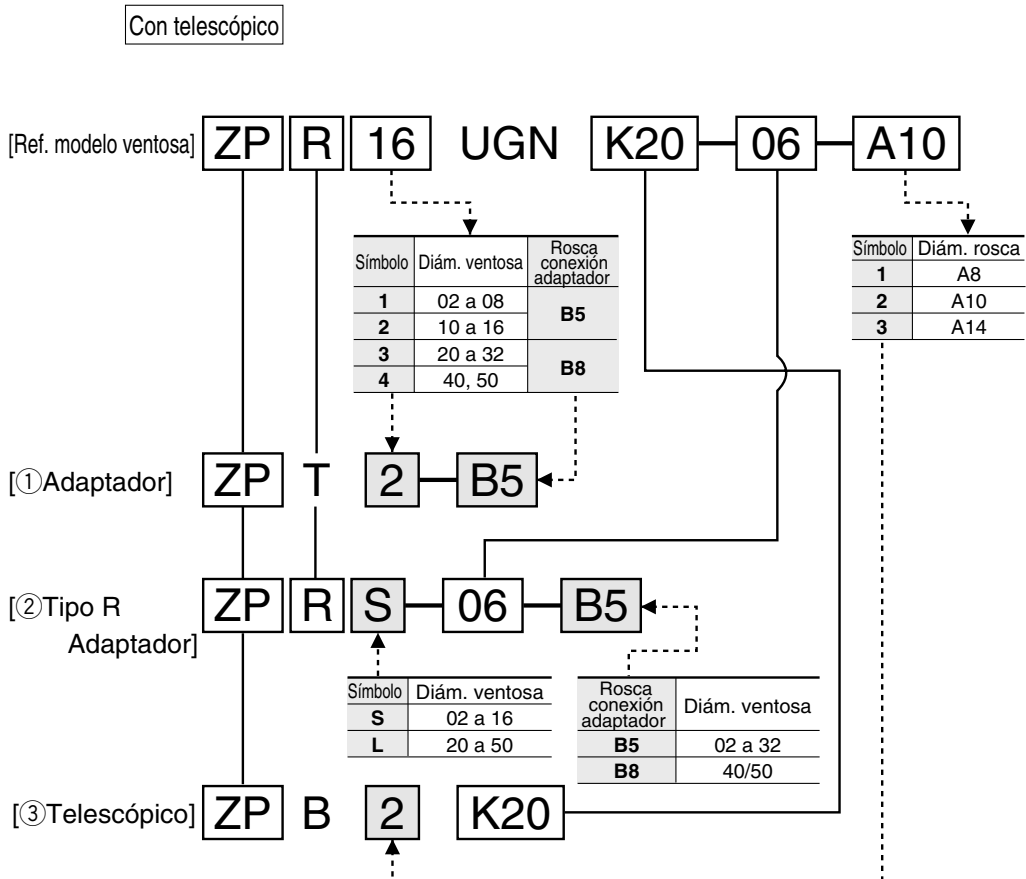 Con telescópico
[Ref. modelo ventosa] ZP R 16 UGN K20 — 06 — A10
Símbolo Diám. ventosa Rosca conexión adaptador
1 02 a 08 B5
2 10 a 16
3 20 a 32 B8
4 40, 50
Símbolo Diám. rosca
1 A8
2 A10
3 A14
[①Adaptador] ZP T 2 — B5
[②Tipo R
Adaptador] ZP R S — 06 — B5
Símbolo Diám. ventosa
S 02 a 16
L 20 a 50
Rosca conexión adaptador Diám. ventosa
B5 02 a 32
B8 40/50
[③Telescópico] ZP B 2 K20